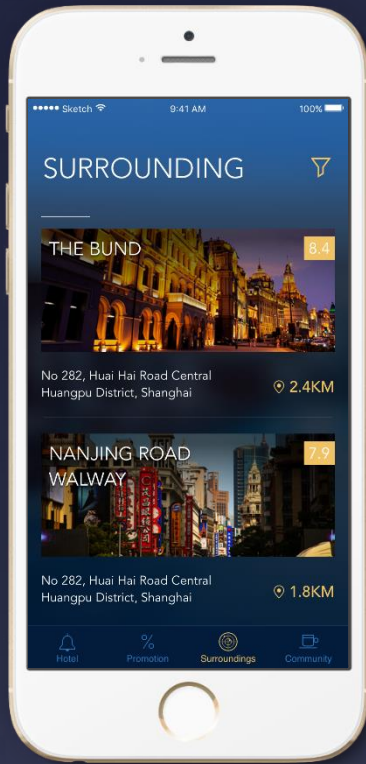 Sketch 9:41 AM 100%
SURROUNDING
THE BUND 8.4
No 282, Huai Hai Road Central
Huangpu District, Shanghai
2.4KM
NANJING ROAD 7.9
WALWAY
No 282, Huai Hai Road Central
Huangpu District, Shanghai
1.8KM
Hotel % Promotion Surroundings Community